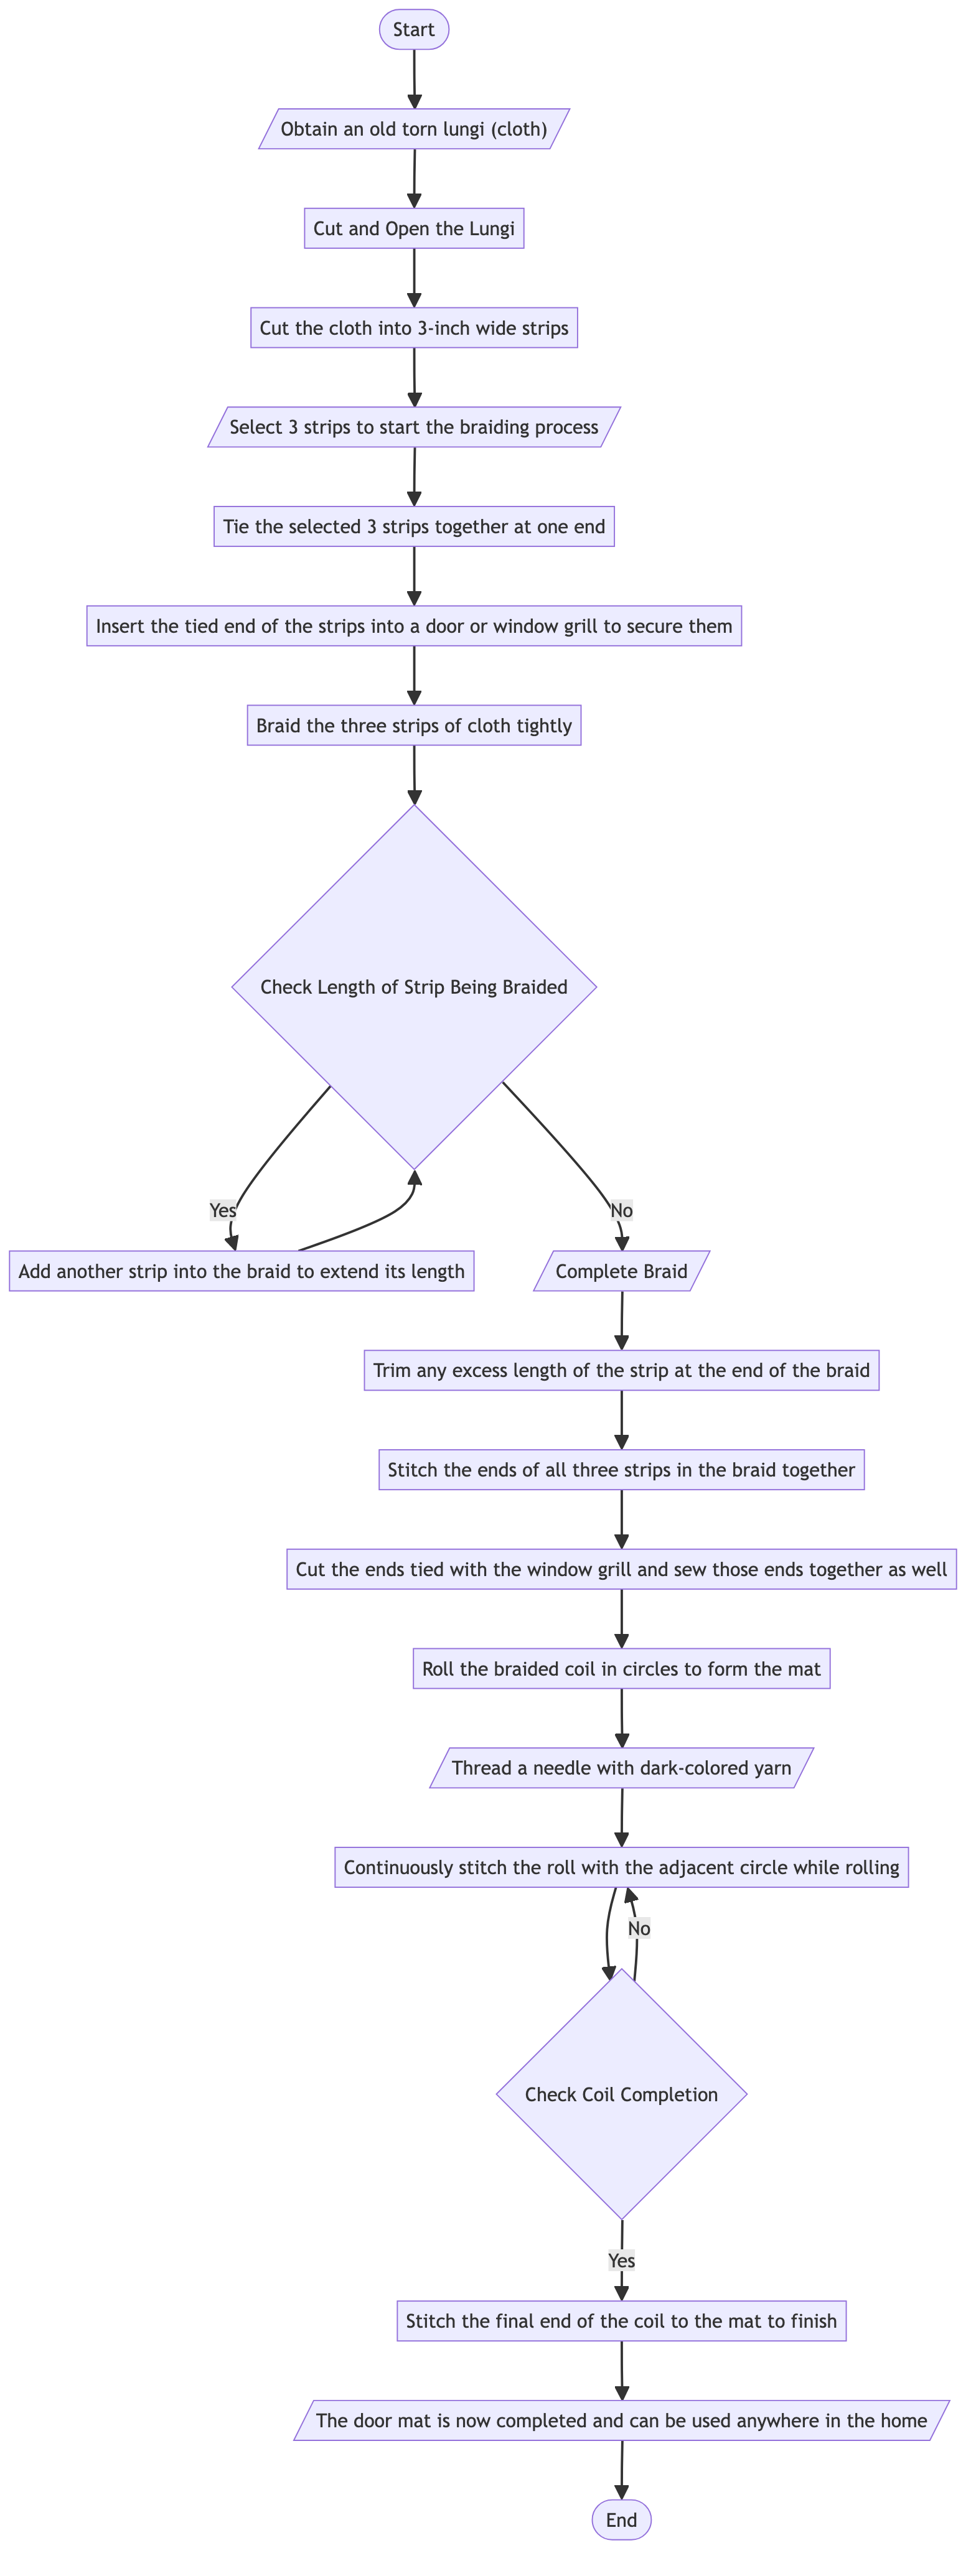 Start
Obtain an old torn lungi (cloth)
Cut and Open the Lungi
Cut the cloth into 3-inch wide strips
Select 3 strips to start the braiding process
Tie the selected 3 strips together at one end
Insert the tied end of the strips into a door or window grill to secure them
Braid the three strips of cloth tightly
Check Length of Strip Being Braided
Yes
No
Add another strip into the braid to extend its length
Complete Braid
Trim any excess length of the strip at the end of the braid
Stitch the ends of all three strips in the braid together
Cut the ends tied with the window grill and sew those ends together as well
Roll the braided coil in circles to form the mat
Thread a needle with dark-colored yarn
Continuously stitch the roll with the adjacent circle while rolling
No
Check Coil Completion
Yes
Stitch the final end of the coil to the mat to finish
The door mat is now completed and can be used anywhere in the home
End